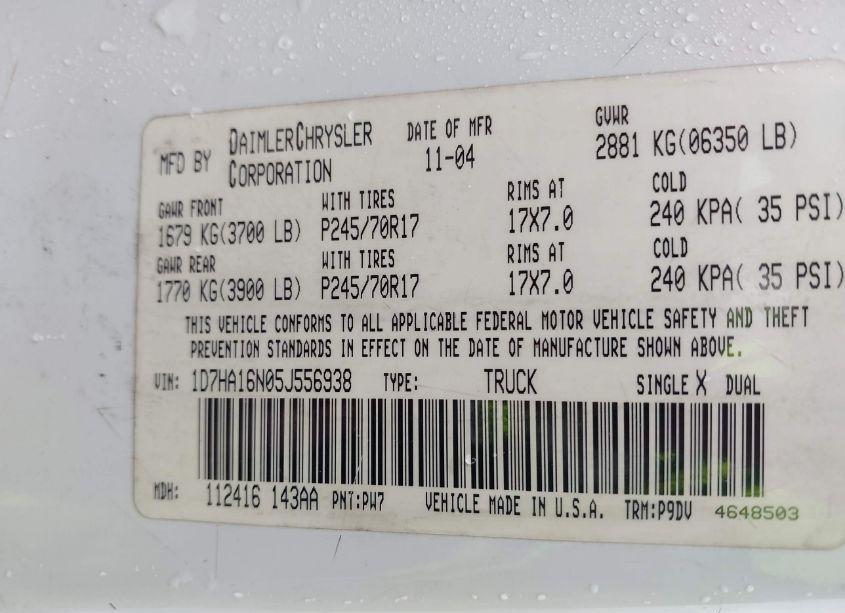 MFD BY DAIMLERCHRYSLER CORPORATION DATE OF MFR 11-04 GVWR 2881 KG(06350 LB)
GAWR FRONT WITH TIRES RIMS AT COLD
1679 KG(3700 LB) P245/70R17 17X7.0 240 KPA( 35 PSI)
GAWR REAR WITH TIRES RIMS AT COLD
1770 KG(3900 LB) P245/70R17 17X7.0 240 KPA( 35 PSI)
THIS VEHICLE CONFORMS TO ALL APPLICABLE FEDERAL MOTOR VEHICLE SAFETY AND THEFT
PREVENTION STANDARDS IN EFFECT ON THE DATE OF MANUFACTURE SHOWN ABOVE.
VIN: 1D7HA16N05J556938 TYPE: TRUCK SINGLE X DUAL
MDH: 112416 143AA PNT:PW7 VEHICLE MADE IN U.S.A. TRM:P9DV 4648503